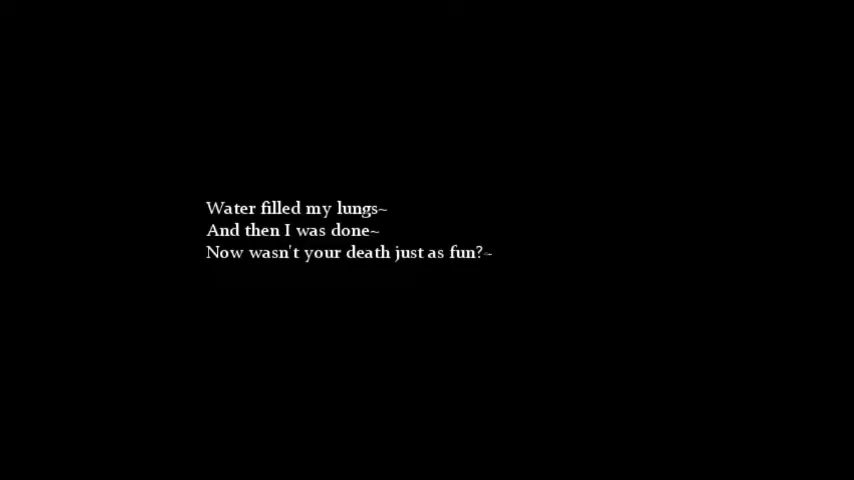 Water filled my lungs~
And then I was done~
Now wasn't your death just as fun?~